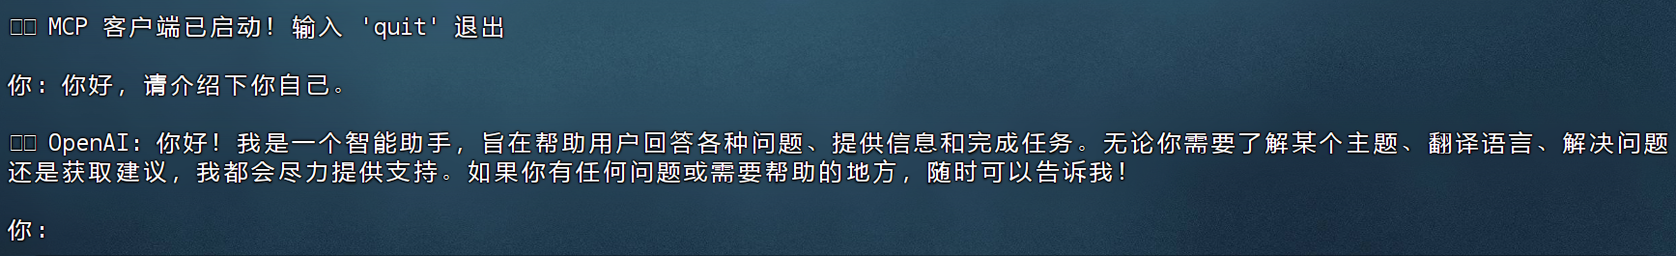 MCP 客户端已启动！输入 'quit' 退出
你: 你好，请介绍下你自己。
OpenAI: 你好！我是一个智能助手，旨在帮助用户回答各种问题、提供信息和完成任务。无论你需要了解某个主题、翻译语言、解决问题
还是获取建议，我都会尽力提供支持。如果你有任何问题或需要帮助的地方，随时可以告诉我！
你: